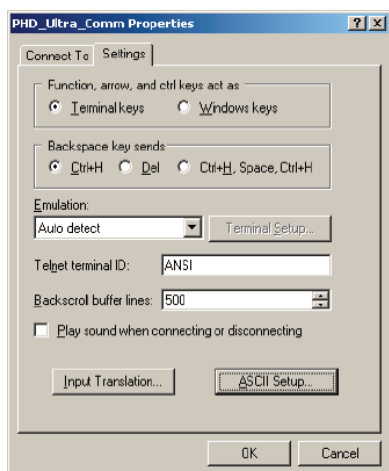 PHD_Ultra_Comm Properties
Connect To Settings
Function, arrow, and ctrl keys act as
Terminal keys Windows keys
Backspace key sends
Ctrl+H Del Ctrl+H, Space, Ctrl+H
Emulation:
Auto detect Terminal Setup...
Telnet terminal ID: ANSI
Backscrol buffer lines: 500
Play sound when connecting or disconnecting
Input Translation... ASCII Setup...
OK Cancel